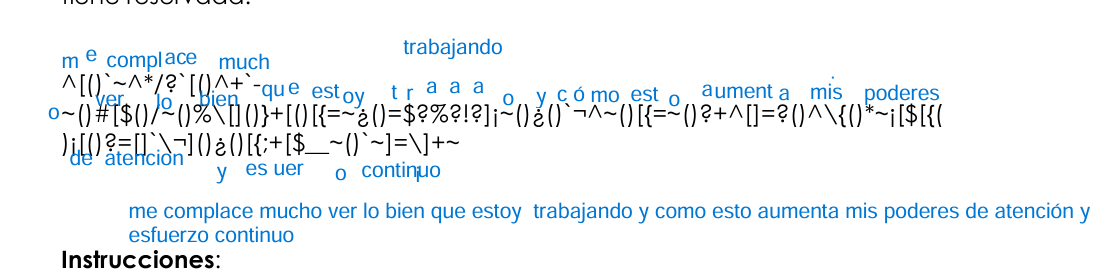 tiene reservada.
trabajando
m e complace much
^[()`~^*/?`[()^+`-que estoy t r a a a o y c ó mo est o aument a mis poderes
ver lo bien
o~()#[$()/~()%\[]()}+[()[{=~¿()=$?%?!?]¡~()¿()`¬^~()[{=~()?+^[]=?()^\{()*~¡[$[{(
)¡[()?=[]`\¬]()¿()[{;+[$__~()`~]=\]+~
de atención
y es uer o continuo
me complace mucho ver lo bien que estoy trabajando y como esto aumenta mis poderes de atención y
esfuerzo continuo
Instrucciones: